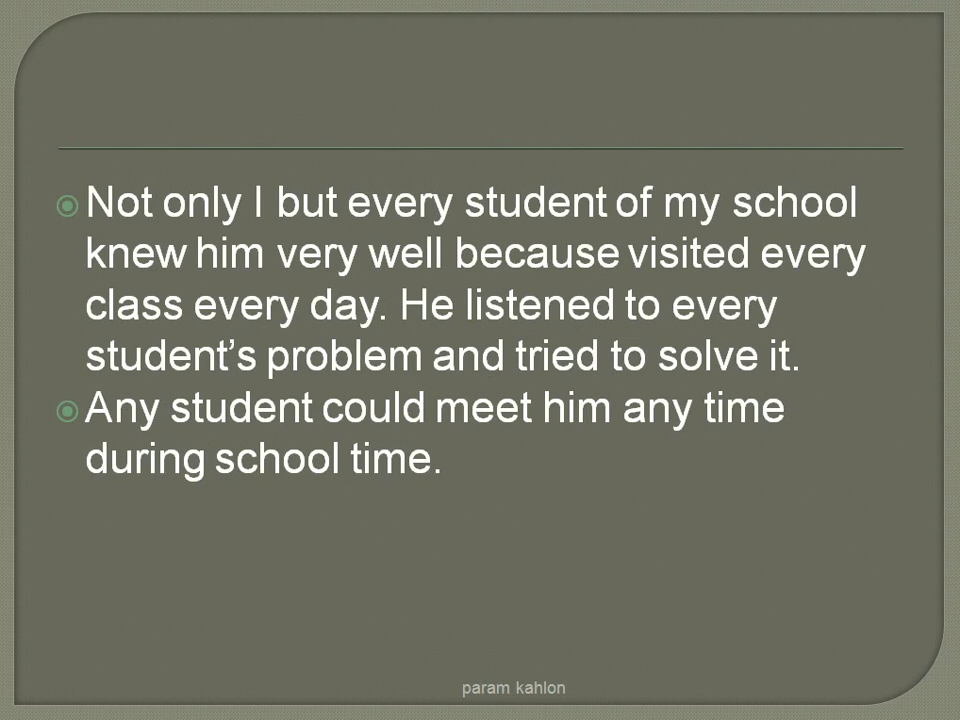 Not only I but every student of my school
knew him very well because visited every
class every day. He listened to every
student’s problem and tried to solve it.
Any student could meet him any time
during school time.
param kahlon